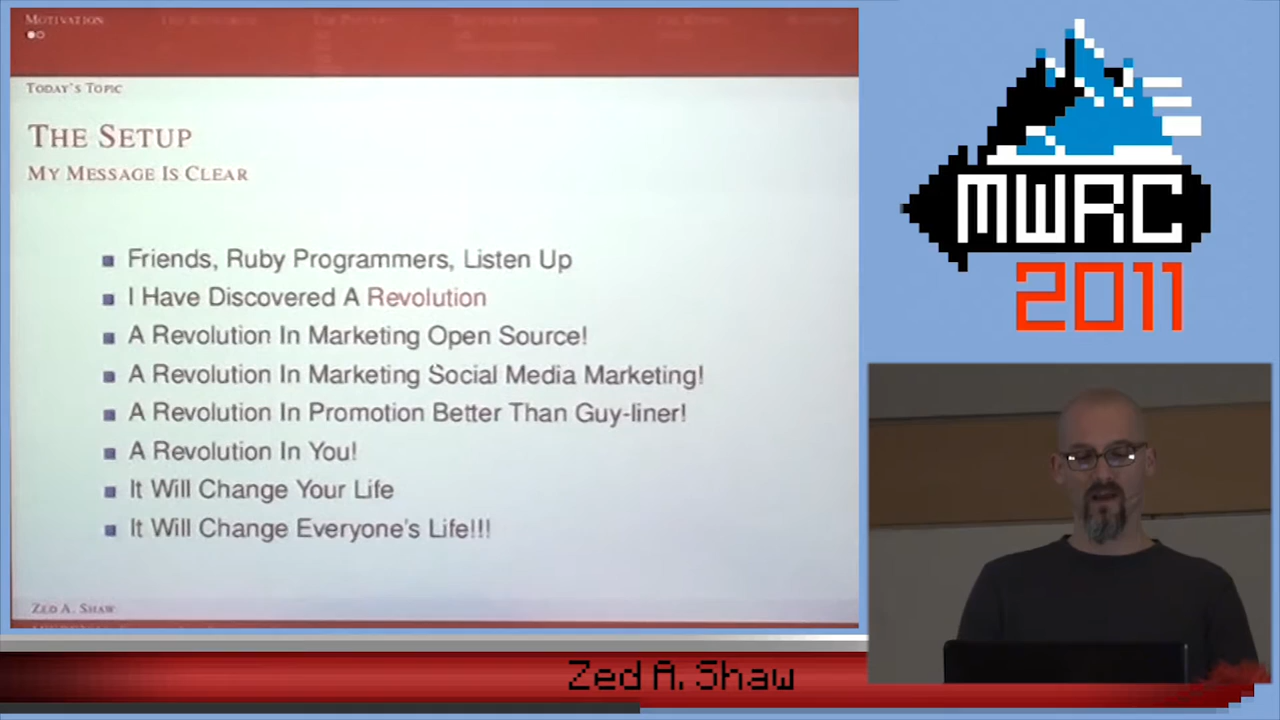 MOTIVATION
TODAY'S TOPIC
THE SETUP
MY MESSAGE IS CLEAR
Friends, Ruby Programmers, Listen Up
I Have Discovered A Revolution
A Revolution In Marketing Open Source!
A Revolution In Marketing Social Media Marketing!
A Revolution In Promotion Better Than Guy-liner!
A Revolution In You!
It Will Change Your Life
It Will Change Everyone's Life!!!
ZED A. SHAW
MWRC
2011
Zed A. Shaw